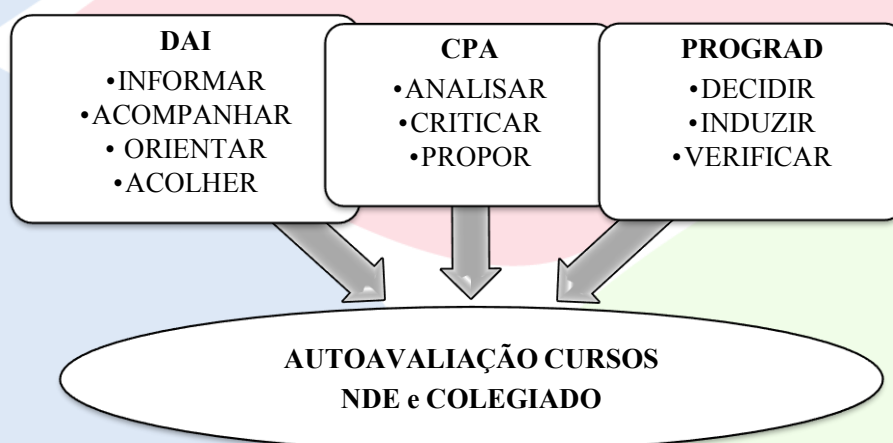 DAI
•INFORMAR
•ACOMPANHAR
• ORIENTAR
•ACOLHER
CPA
•ANALISAR
•CRITICAR
•PROPOR
PROGRAD
•DECIDIR
•INDUZIR
•VERIFICAR
AUTOAVALIAÇÃO CURSOS
NDE e COLEGIADO